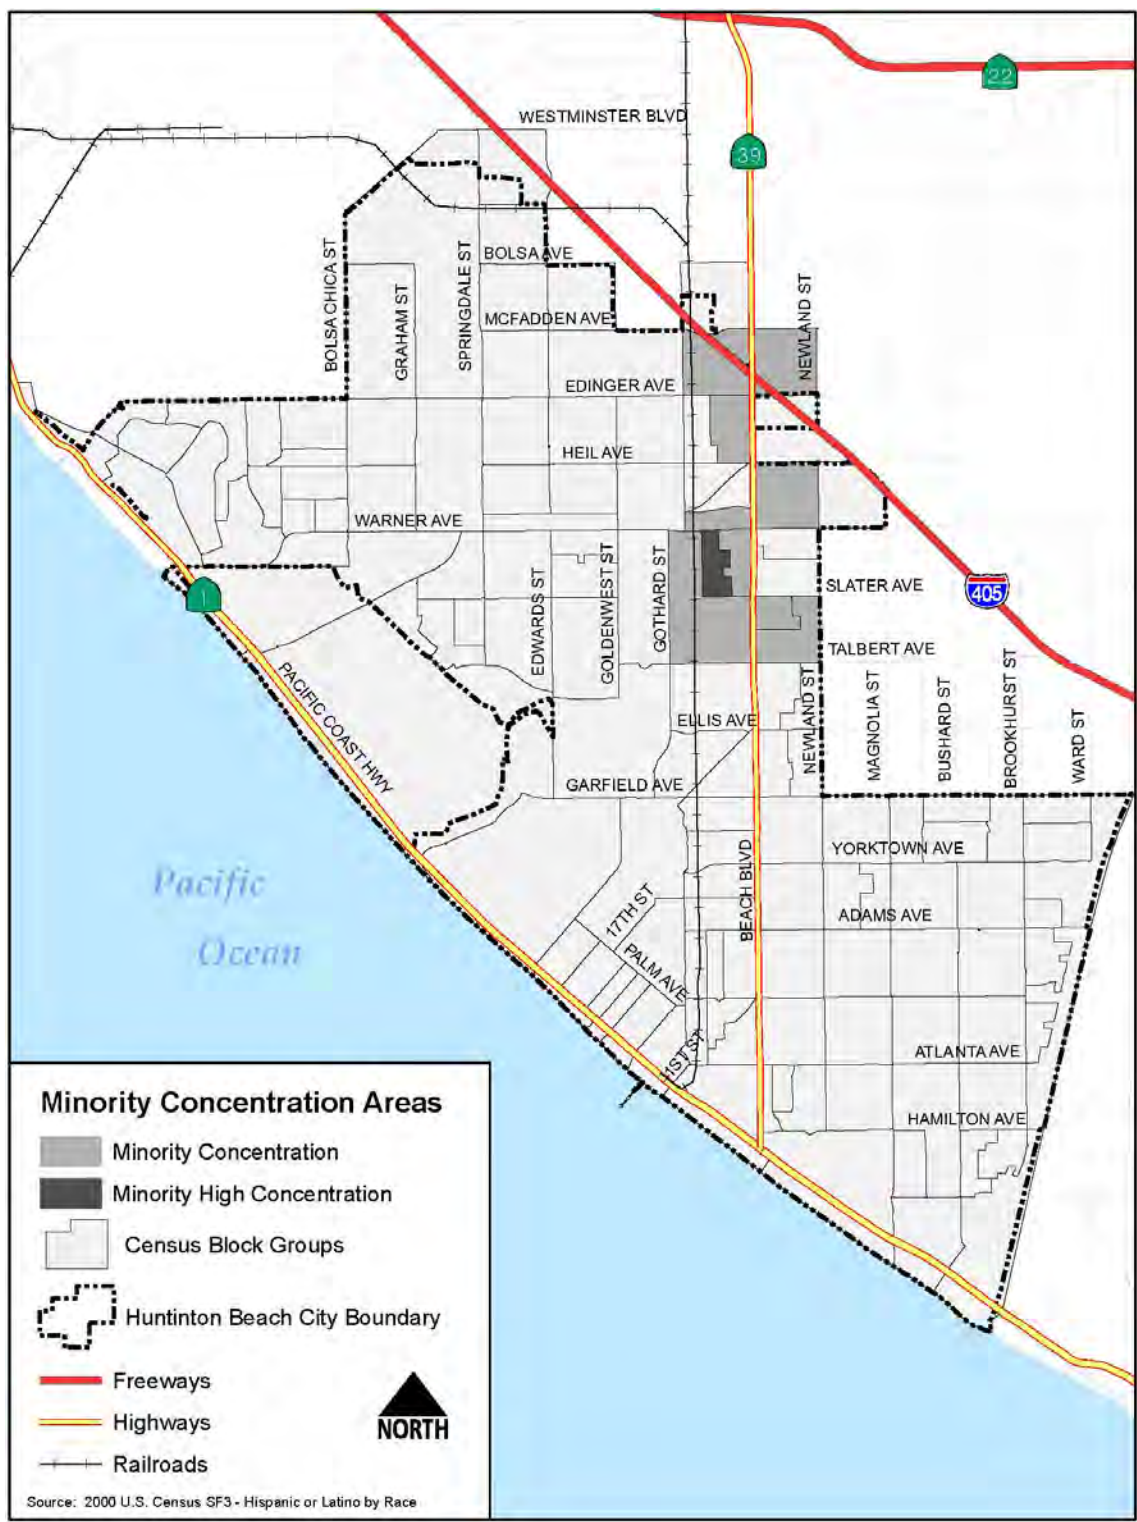 22
WESTMINSTER BLVD
39
BOLSA CHICA ST
GRAHAM ST
SPRINGDALE ST
BOLSA AVE
MCFADDEN AVE
NEWLAND ST
EDINGER AVE
HEIL AVE
WARNER AVE
EDWARDS ST
GOLDENWEST ST
GOTHARD ST
SLATER AVE
405
1
TALBERT AVE
PACIFIC COAST HWY
ELLIS AVE
NEWLAND ST
MAGNOLIA ST
BUSHARD ST
BROOKHURST ST
WARD ST
GARFIELD AVE
YORKTOWN AVE
BEACH BLVD
Pacific
Ocean
17TH ST
ADAMS AVE
PALM AVE
1ST ST
ATLANTA AVE
HAMILTON AVE
Minority Concentration Areas
Minority Concentration
Minority High Concentration
Census Block Groups
Huntinton Beach City Boundary
Freeways
Highways
Railroads
NORTH
Source: 2000 U.S. Census SF3 - Hispanic or Latino by Race